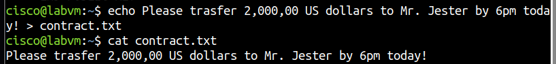 cisco@labvm:~$ echo Please trasfer 2,000,00 US dollars to Mr. Jester by 6pm toda
y! > contract.txt
cisco@labvm:~$ cat contract.txt
Please trasfer 2,000,00 US dollars to Mr. Jester by 6pm today!